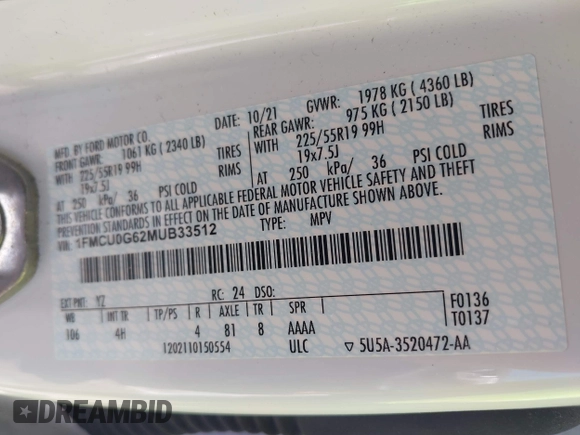 MFD. BY FORD MOTOR CO.
DATE: 10/21 GVWR: 1978 KG ( 4360 LB)
FRONT GAWR: 1061 KG ( 2340 LB) REAR GAWR: 975 KG ( 2150 LB)
WITH 225/55R19 99H TIRES WITH 225/55R19 99H TIRES
19x7.5J RIMS 19x7.5J RIMS
AT 250 kPa/ 36 PSI COLD AT 250 kPa/ 36 PSI COLD
THIS VEHICLE CONFORMS TO ALL APPLICABLE FEDERAL MOTOR VEHICLE SAFETY AND THEFT
PREVENTION STANDARDS IN EFFECT ON THE DATE OF MANUFACTURE SHOWN ABOVE.
VIN: 1FMCU0G62MUB33512 TYPE: MPV
EXT PNT: YZ RC: 24 DSO:
WB INT TR TP/PS R AXLE TR SPR F0136
106 4H 4 81 8 AAAA T0137
1202110150554 ULC ▽ 5U5A-3520472-AA
RIDESAFELY